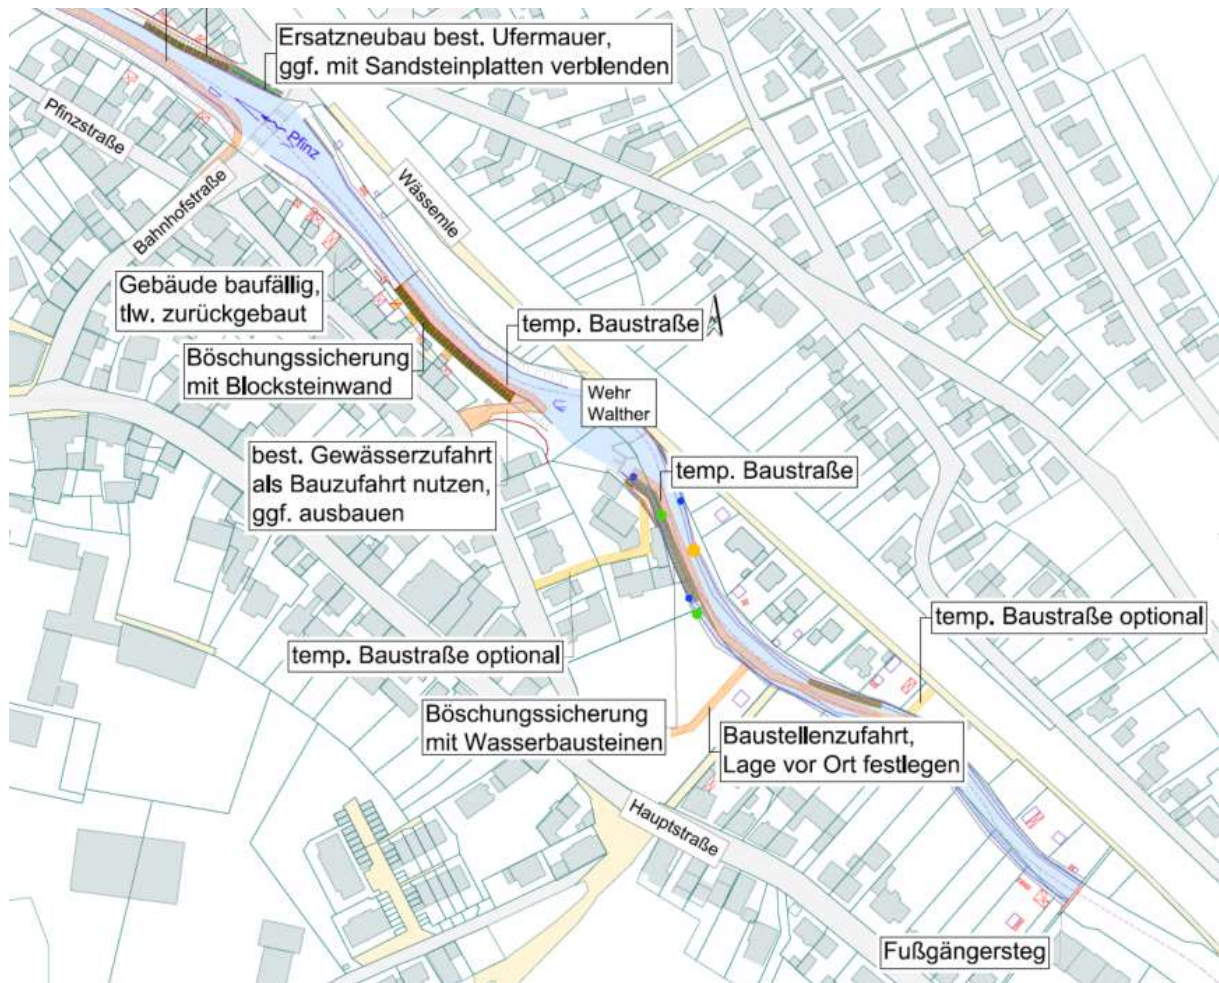 Ersatzneubau best. Ufermauer,
ggf. mit Sandsteinplatten verblenden
Pfinzstraße
Pfinz
Bahnhofstraße
Wässemle
Gebäude baufällig,
tlw. zurückgebaut
temp. Baustraße
Böschungssicherung
mit Blocksteinwand
Wehr
Walther
best. Gewässerzufahrt
als Bauzufahrt nutzen,
ggf. ausbauen
temp. Baustraße
temp. Baustraße optional
temp. Baustraße optional
Böschungssicherung
mit Wasserbausteinen
Baustellenzufahrt,
Lage vor Ort festlegen
Hauptstraße
Fußgängersteg